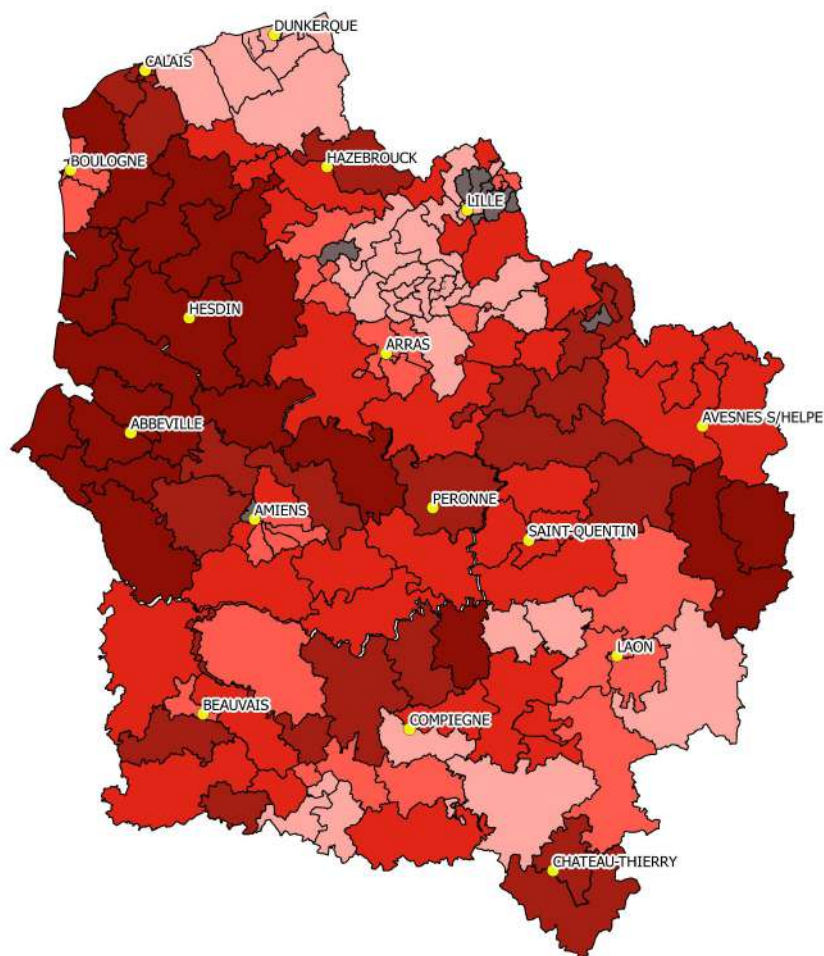 DUNKERQUE
CALAIS
HAZEBROUCK
BOULOGNE
LILLE
HESDIN
ARRAS
AVESNES S/HELPE
ABBEVILLE
PERONNE
AMIENS
SAINT-QUENTIN
LAON
BEAUVAIS
COMPIEGNE
CHATEAU-THIERRY